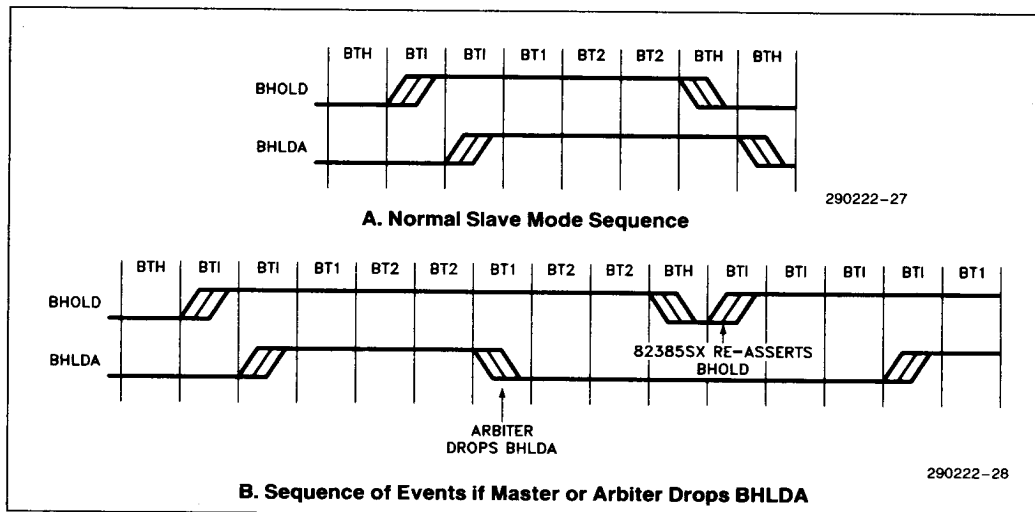 BTH BTI BTI BT1 BT2 BT2 BTH BTH
BHOLD
BHLDA
290222-27
A. Normal Slave Mode Sequence
BTH BTI BTI BT1 BT2 BT2 BT1 BT2 BT2 BTH BTI BTI BTI BTI BT1
BHOLD
BHLDA
82385SX RE-ASSERTS
BHOLD
ARBITER
DROPS BHLDA
290222-28
B. Sequence of Events if Master or Arbiter Drops BHLDA